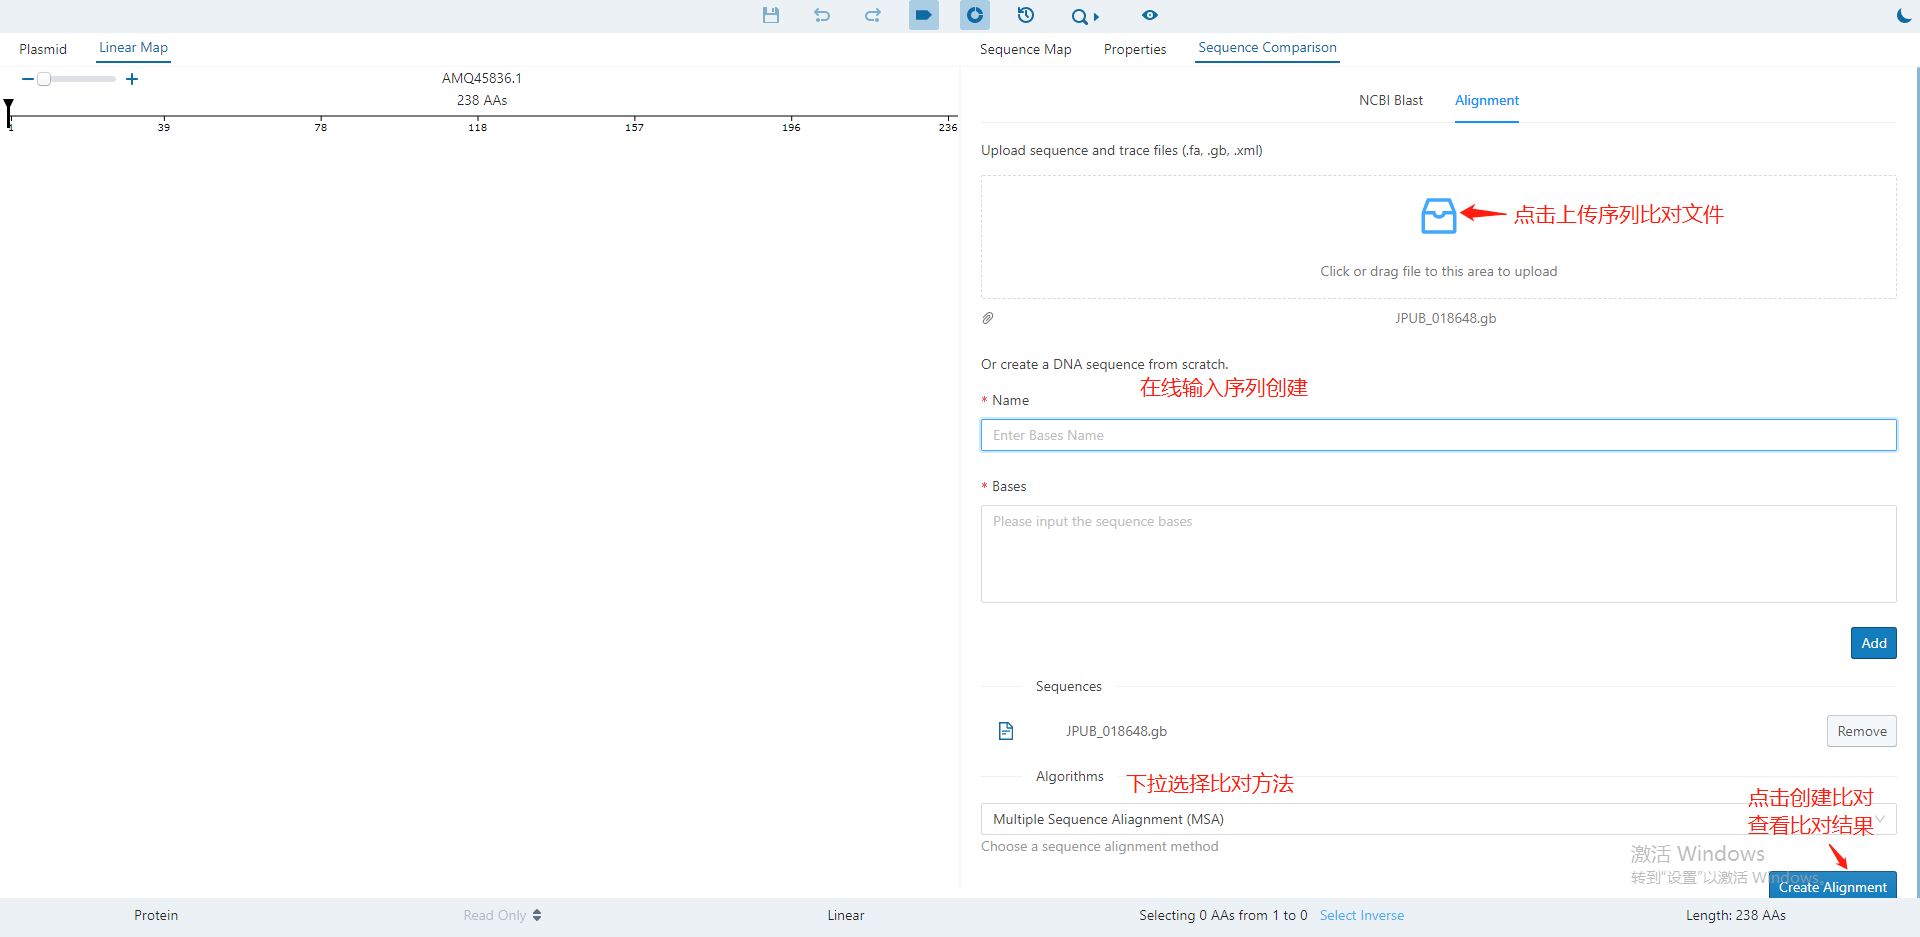 Plasmid
Linear Map
Sequence Map
Properties
Sequence Comparison
AMQ45836.1
238 AAs
1
39
78
118
157
196
236
NCBI Blast
Alignment
Upload sequence and trace files (.fa, .gb, .xml)
点击上传序列比对文件
Click or drag file to this area to upload
JPUB_018648.gb
Or create a DNA sequence from scratch.
在线输入序列创建
* Name
Enter Bases Name
* Bases
Please input the sequence bases
Add
Sequences
JPUB_018648.gb
Remove
Algorithms
下拉选择比对方法
Multiple Sequence Aliagnment (MSA)
点击创建比对
查看比对结果
Choose a sequence alignment method
激活 Windows
转到“设置”以激活 Windows。
Create Alignment
Protein
Read Only
Linear
Selecting 0 AAs from 1 to 0
Select Inverse
Length: 238 AAs